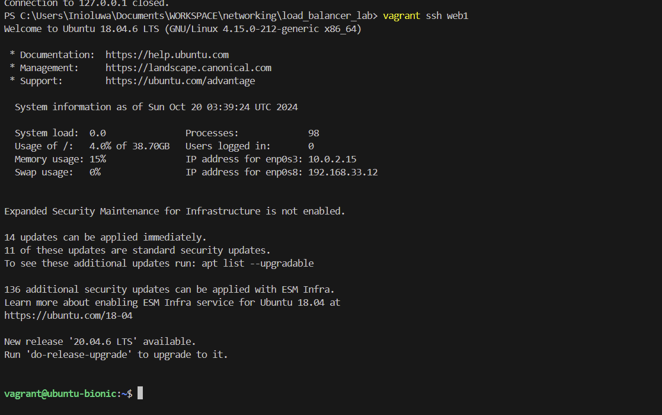 Connection to 127.0.0.1 closed.
PS C:\Users\Inioluwa\Documents\WORKSPACE\networking\load_balancer_lab> vagrant ssh web1
Welcome to Ubuntu 18.04.6 LTS (GNU/Linux 4.15.0-212-generic x86_64)
* Documentation: https://help.ubuntu.com
* Management: https://landscape.canonical.com
* Support: https://ubuntu.com/advantage
System information as of Sun Oct 20 03:39:24 UTC 2024
System load: 0.0 Processes: 98
Usage of /: 4.0% of 38.70GB Users logged in: 0
Memory usage: 15% IP address for enp0s3: 10.0.2.15
Swap usage: 0% IP address for enp0s8: 192.168.33.12
Expanded Security Maintenance for Infrastructure is not enabled.
14 updates can be applied immediately.
11 of these updates are standard security updates.
To see these additional updates run: apt list --upgradable
136 additional security updates can be applied with ESM Infra.
Learn more about enabling ESM Infra service for Ubuntu 18.04 at
https://ubuntu.com/18-04
New release '20.04.6 LTS' available.
Run 'do-release-upgrade' to upgrade to it.
vagrant@ubuntu-bionic:~$